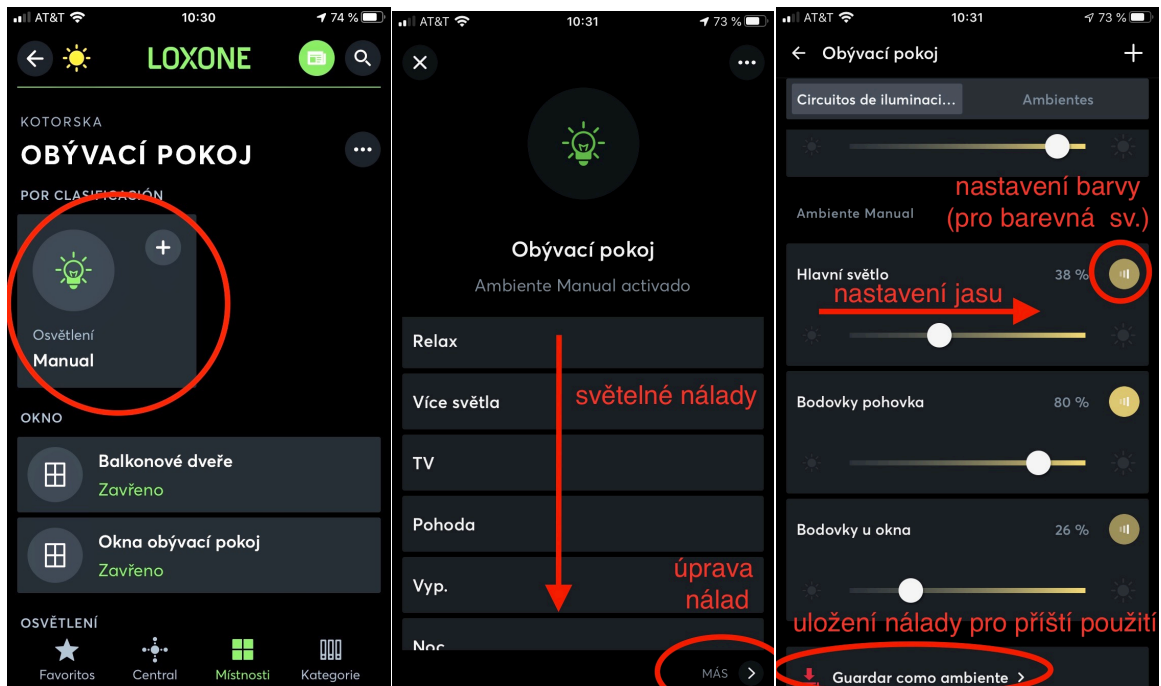 AT&T
10:30
74 %
LOXONE
KOTORSKA
OBÝVACÍ POKOJ
POR CLASIFICACIÓN
Osvětlení
Manual
OKNO
Balkonové dveře
Zavřeno
Okna obývací pokoj
Zavřeno
OSVĚTLENÍ
Favoritos
Central
Místnosti
Kategorie
AT&T
10:31
73 %
Obývací pokoj
Ambiente Manual activado
Relax
Více světla
světelné nálady
TV
Pohoda
Vyp.
úprava
nálad
Noc
MÁS
AT&T
10:31
73 %
Obývací pokoj
Circuitos de iluminaci...
Ambientes
nastavení barvy
(pro barevná sv.)
Ambiente Manual
Hlavní světlo
38 %
nastavení jasu
Bodovky pohovka
80 %
Bodovky u okna
26 %
uložení nálady pro příští použití
Guardar como ambiente